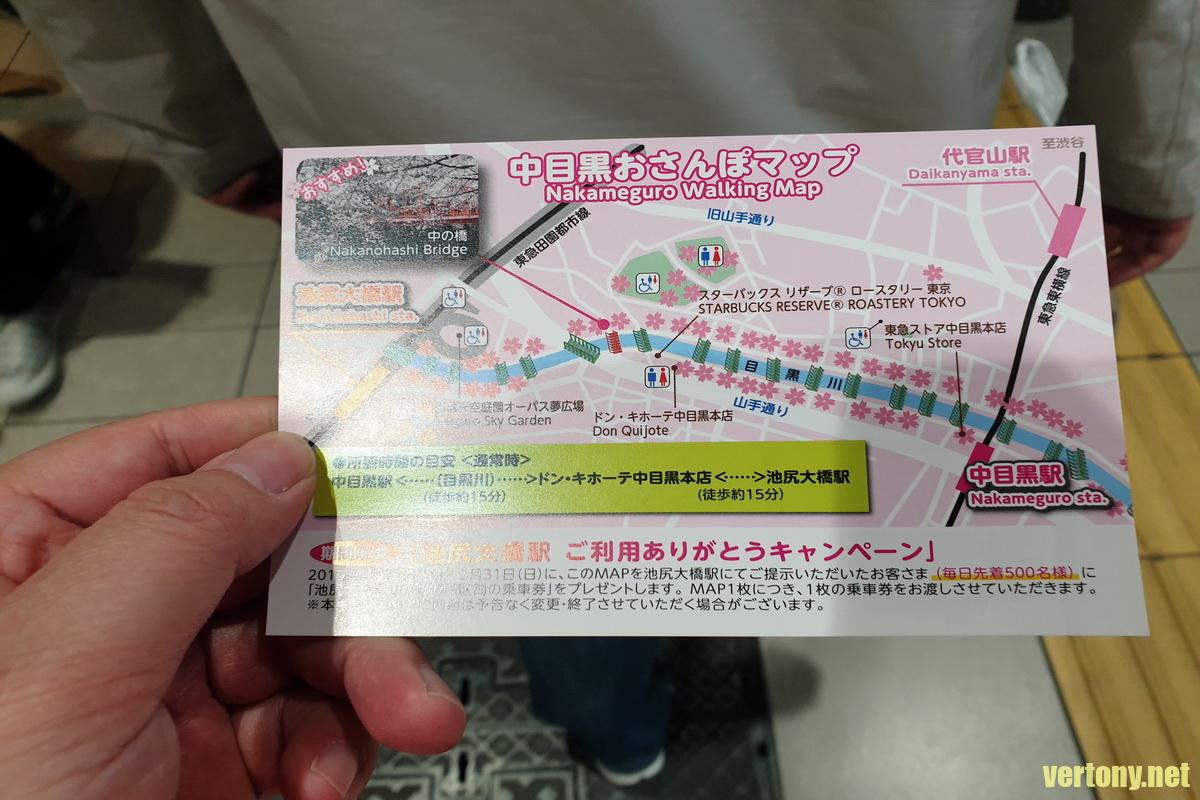 中目黒おさんぽマップ
Nakameguro Walking Map
おすすめ!
中の橋
Nakanohashi Bridge
東急田園都市線
旧山手通り
代官山駅
Daikanyama sta.
至渋谷
東急東横線
池尻大橋駅
スターバックス リザーブ® ロースタリー 東京
STARBUCKS RESERVE® ROASTERY TOKYO
東急ストア中目黒本店
Tokyu Store
目黒川
山手通り
空庭園オーパス夢広場
Sky Garden
ドン・キホーテ中目黒本店
Don Quijote
中目黒駅
Nakameguro sta.
●所要時間の目安 <通常時>
中目黒駅 <‥‥‥(目黒川)‥‥‥>ドン・キホーテ中目黒本店 <‥‥‥>池尻大橋駅
(徒歩約15分) (徒歩約15分)
「池尻大橋駅 ご利用ありがとうキャンペーン」
31日(日)に、このMAPを池尻大橋駅にてご提示いただいたお客さま (毎日先着500名様) に
「池尻 の乗車券」をプレゼントします。 MAP1枚につき、1枚の乗車券をお渡しさせていただきます。
※本 は予告なく変更・終了させていただく場合がございます。
vertony.net